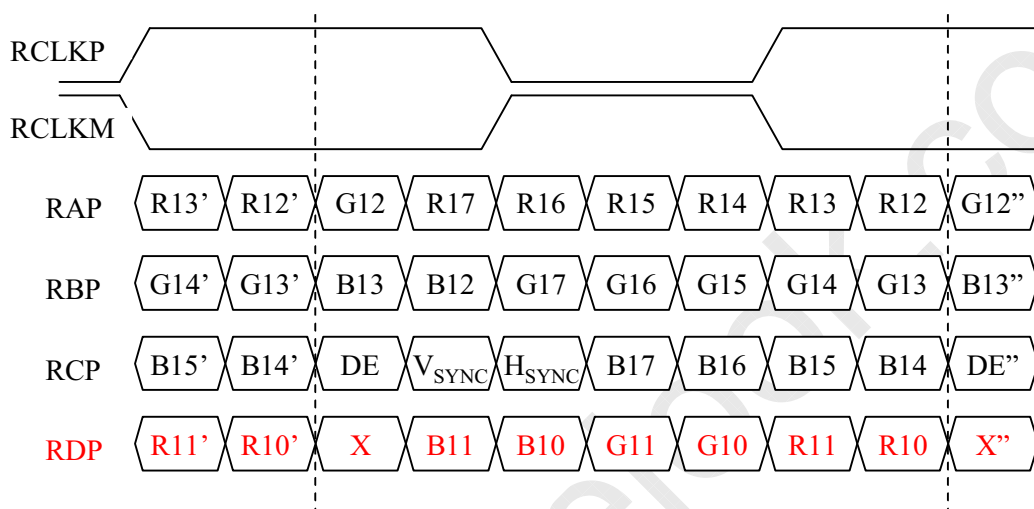 RCLKP
RCLKM
RAP R13’ R12’ G12 R17 R16 R15 R14 R13 R12 G12”
RBP G14’ G13’ B13 B12 G17 G16 G15 G14 G13 B13”
RCP B15’ B14’ DE VSYNC HSYNC B17 B16 B15 B14 DE”
RDP R11’ R10’ X B11 B10 G11 G10 R11 R10 X”